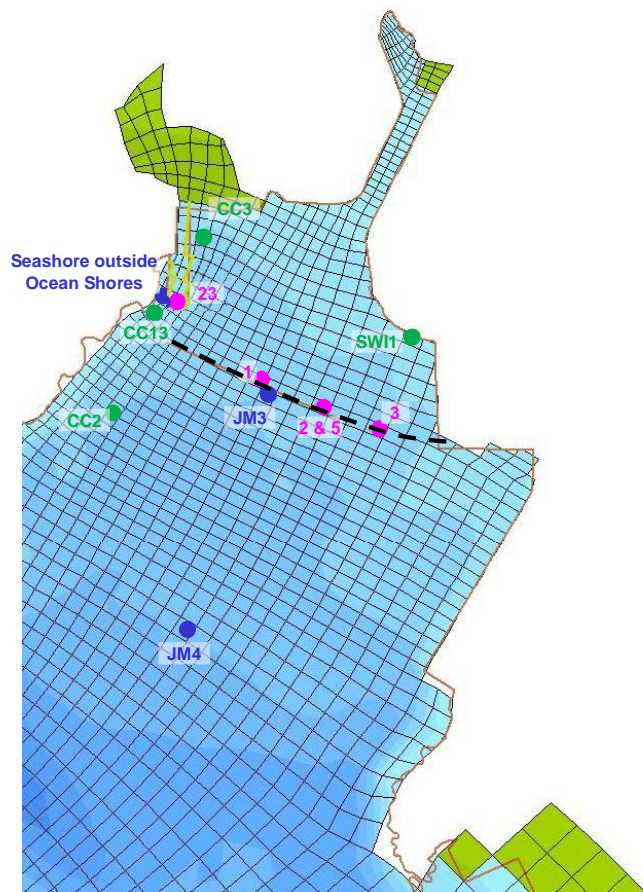 CC3
Seashore outside
Ocean Shores
23
CC13
SWI1
1
JM3
3
2 & 5
CC2
JM4